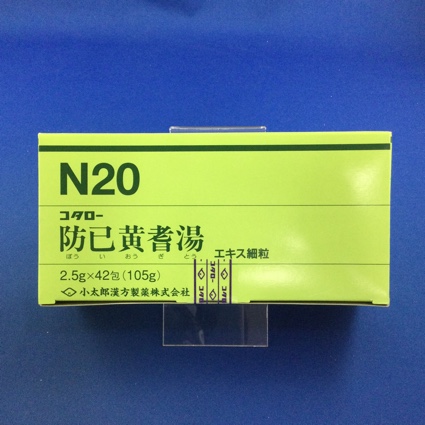 N20
コタロー
防已黄耆湯
ぼう い おう ぎ とう
エキス細粒
2.5g×42包(105g)
小太郎漢方製薬株式会社